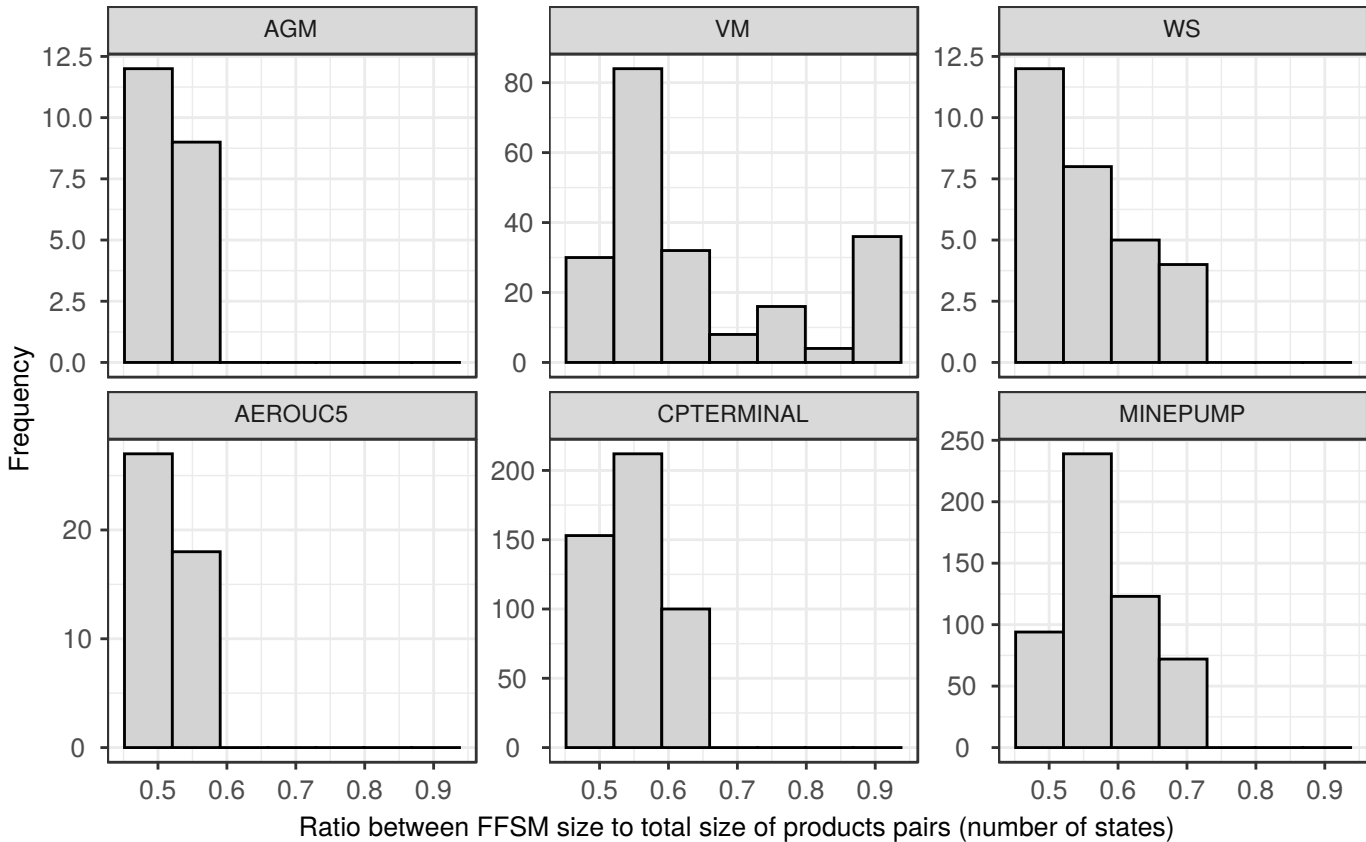 AGM
VM
WS
12.5
10.0
7.5
5.0
2.5
0.0
80
60
40
20
0
12.5
10.0
7.5
5.0
2.5
0.0
Frequency
AEROUC5
CPTERMINAL
MINEPUMP
20
10
0
200
150
100
50
0
250
200
150
100
50
0
0.5 0.6 0.7 0.8 0.9
0.5 0.6 0.7 0.8 0.9
0.5 0.6 0.7 0.8 0.9
Ratio between FFSM size to total size of products pairs (number of states)